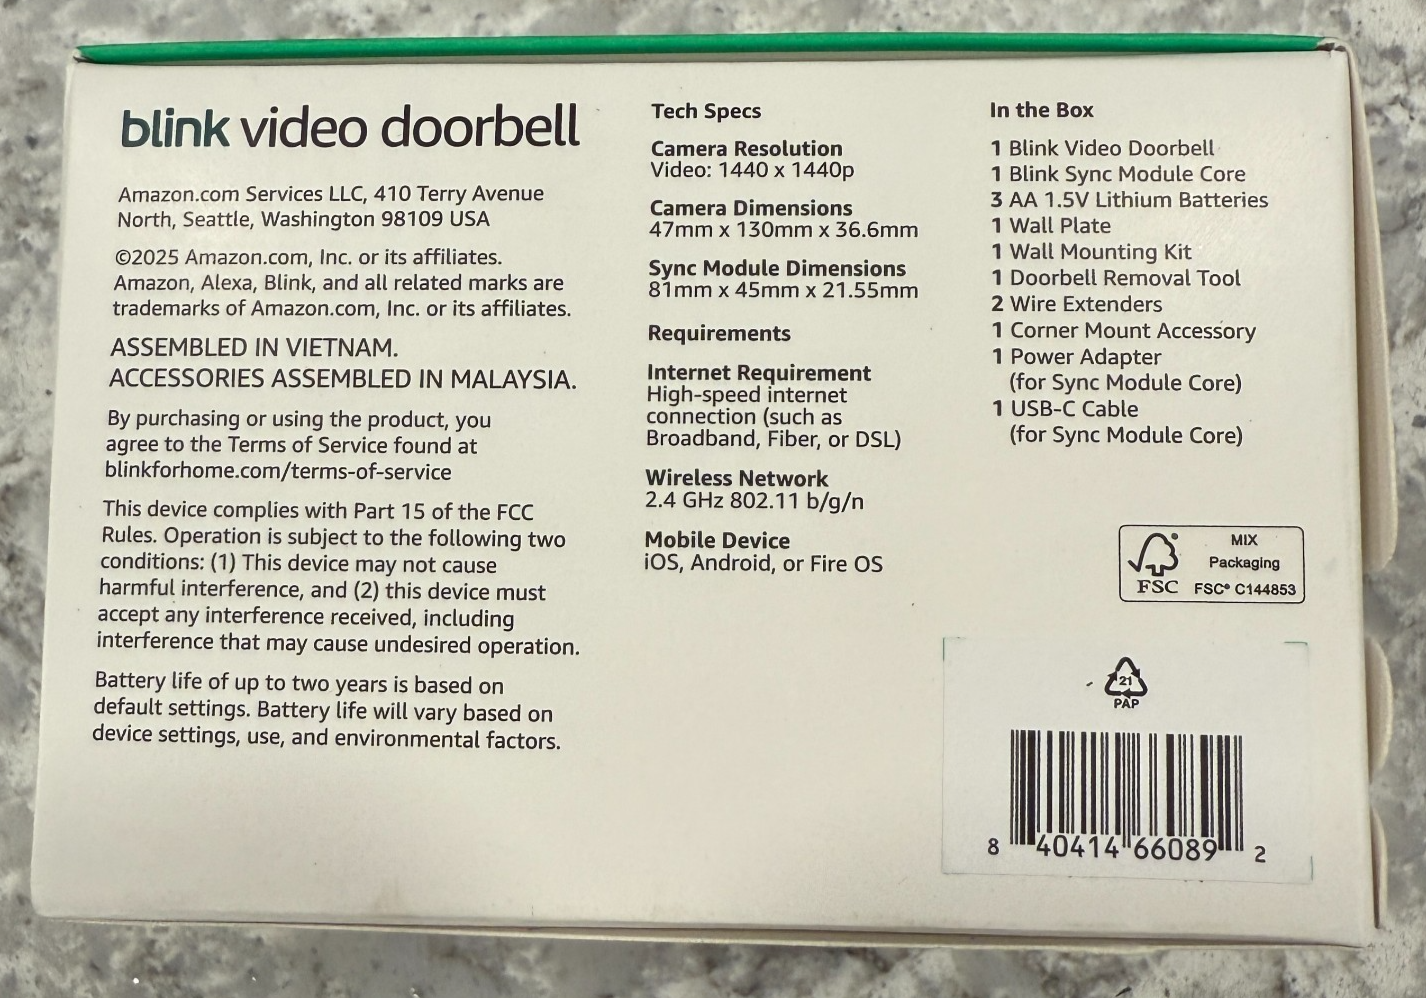 blink video doorbell
Amazon.com Services LLC, 410 Terry Avenue
North, Seattle, Washington 98109 USA
©2025 Amazon.com, Inc. or its affiliates.
Amazon, Alexa, Blink, and all related marks are
trademarks of Amazon.com, Inc. or its affiliates.
ASSEMBLED IN VIETNAM.
ACCESSORIES ASSEMBLED IN MALAYSIA.
By purchasing or using the product, you
agree to the Terms of Service found at
blinkforhome.com/terms-of-service
This device complies with Part 15 of the FCC
Rules. Operation is subject to the following two
conditions: (1) This device may not cause
harmful interference, and (2) this device must
accept any interference received, including
interference that may cause undesired operation.
Battery life of up to two years is based on
default settings. Battery life will vary based on
device settings, use, and environmental factors.
Tech Specs
Camera Resolution
Video: 1440 x 1440p
Camera Dimensions
47mm x 130mm x 36.6mm
Sync Module Dimensions
81mm x 45mm x 21.55mm
Requirements
Internet Requirement
High-speed internet
connection (such as
Broadband, Fiber, or DSL)
Wireless Network
2.4 GHz 802.11 b/g/n
Mobile Device
iOS, Android, or Fire OS
In the Box
1 Blink Video Doorbell
1 Blink Sync Module Core
3 AA 1.5V Lithium Batteries
1 Wall Plate
1 Wall Mounting Kit
1 Doorbell Removal Tool
2 Wire Extenders
1 Corner Mount Accessory
1 Power Adapter
(for Sync Module Core)
1 USB-C Cable
(for Sync Module Core)
FSC
MIX
Packaging
FSC® C144853
21
PAP
8 40414 66089 2